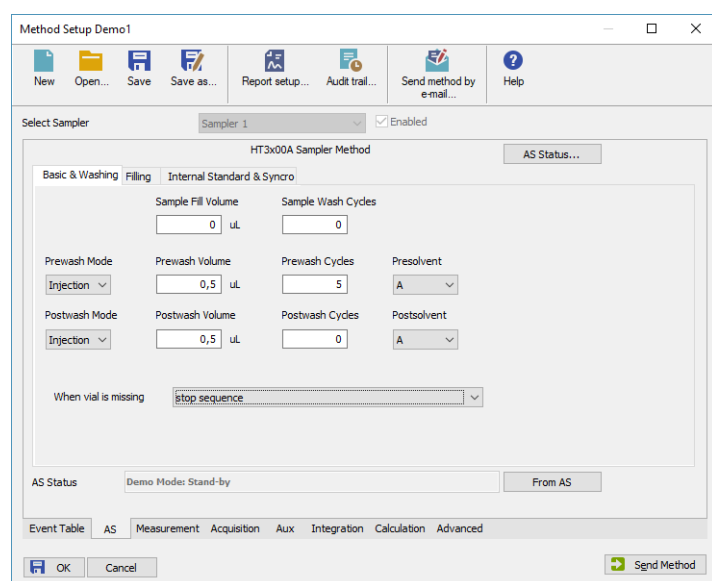 Method Setup Demo1
New Open... Save Save as... Report setup... Audit trail... Send method by e-mail... Help
Select Sampler Sampler 1 Enabled
HT3x00A Sampler Method AS Status...
Basic & Washing Filling Internal Standard & Syncro
Sample Fill Volume Sample Wash Cycles
0 uL 0
Prewash Mode Prewash Volume Prewash Cycles Presolvent
Injection 0,5 uL 5 A
Postwash Mode Postwash Volume Postwash Cycles Postsolvent
Injection 0,5 uL 0 A
When vial is missing stop sequence
AS Status Demo Mode: Stand-by From AS
Event Table AS Measurement Acquisition Aux Integration Calculation Advanced
OK Cancel Send Method